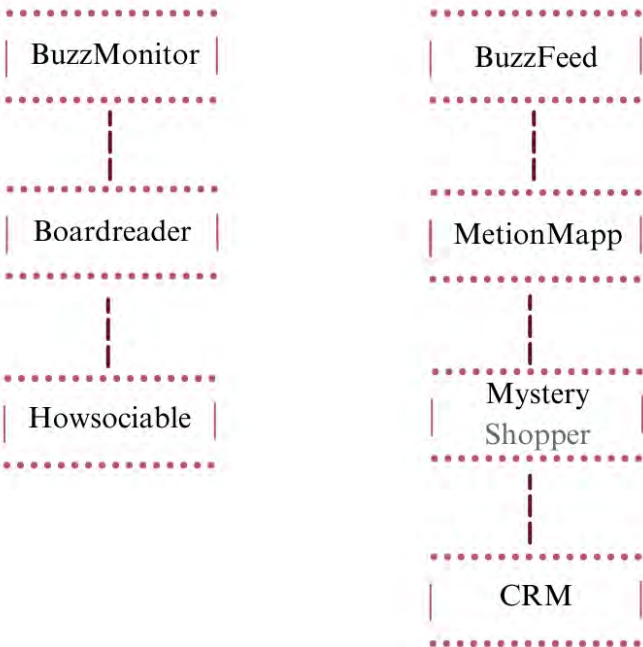 BuzzMonitor
Boardreader
Howsociable
BuzzFeed
MetionMapp
Mystery
Shopper
CRM